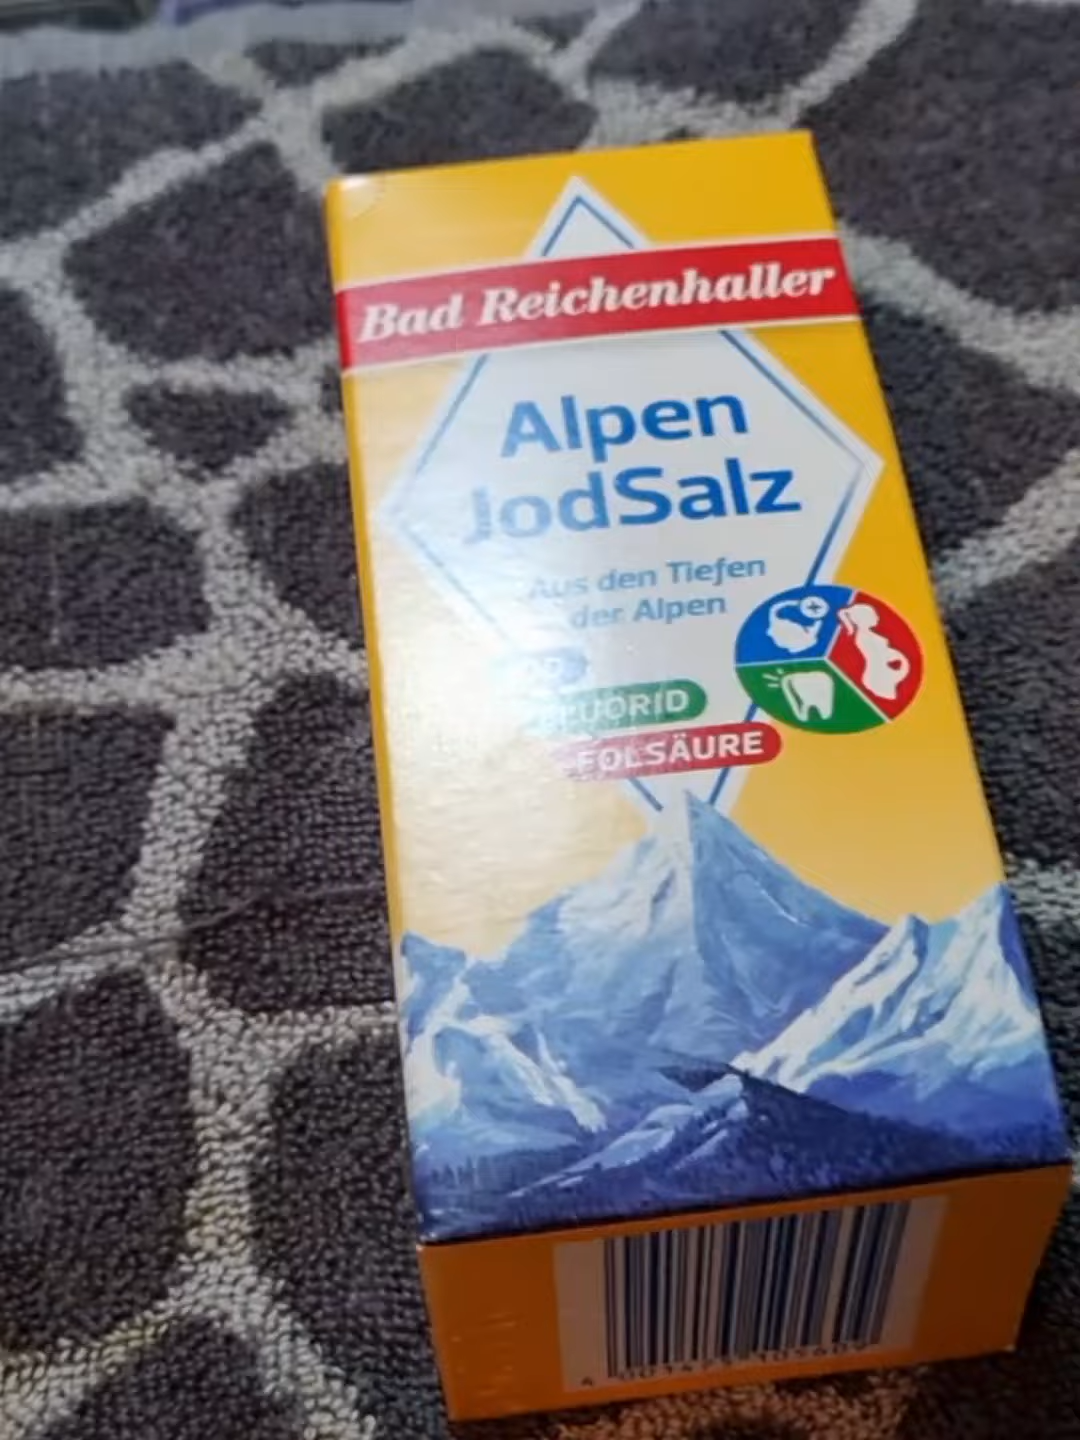 Bad Reichenhaller
Alpen
JodSalz
Aus den Tiefen
der Alpen
FLUORID
FOLSÄURE